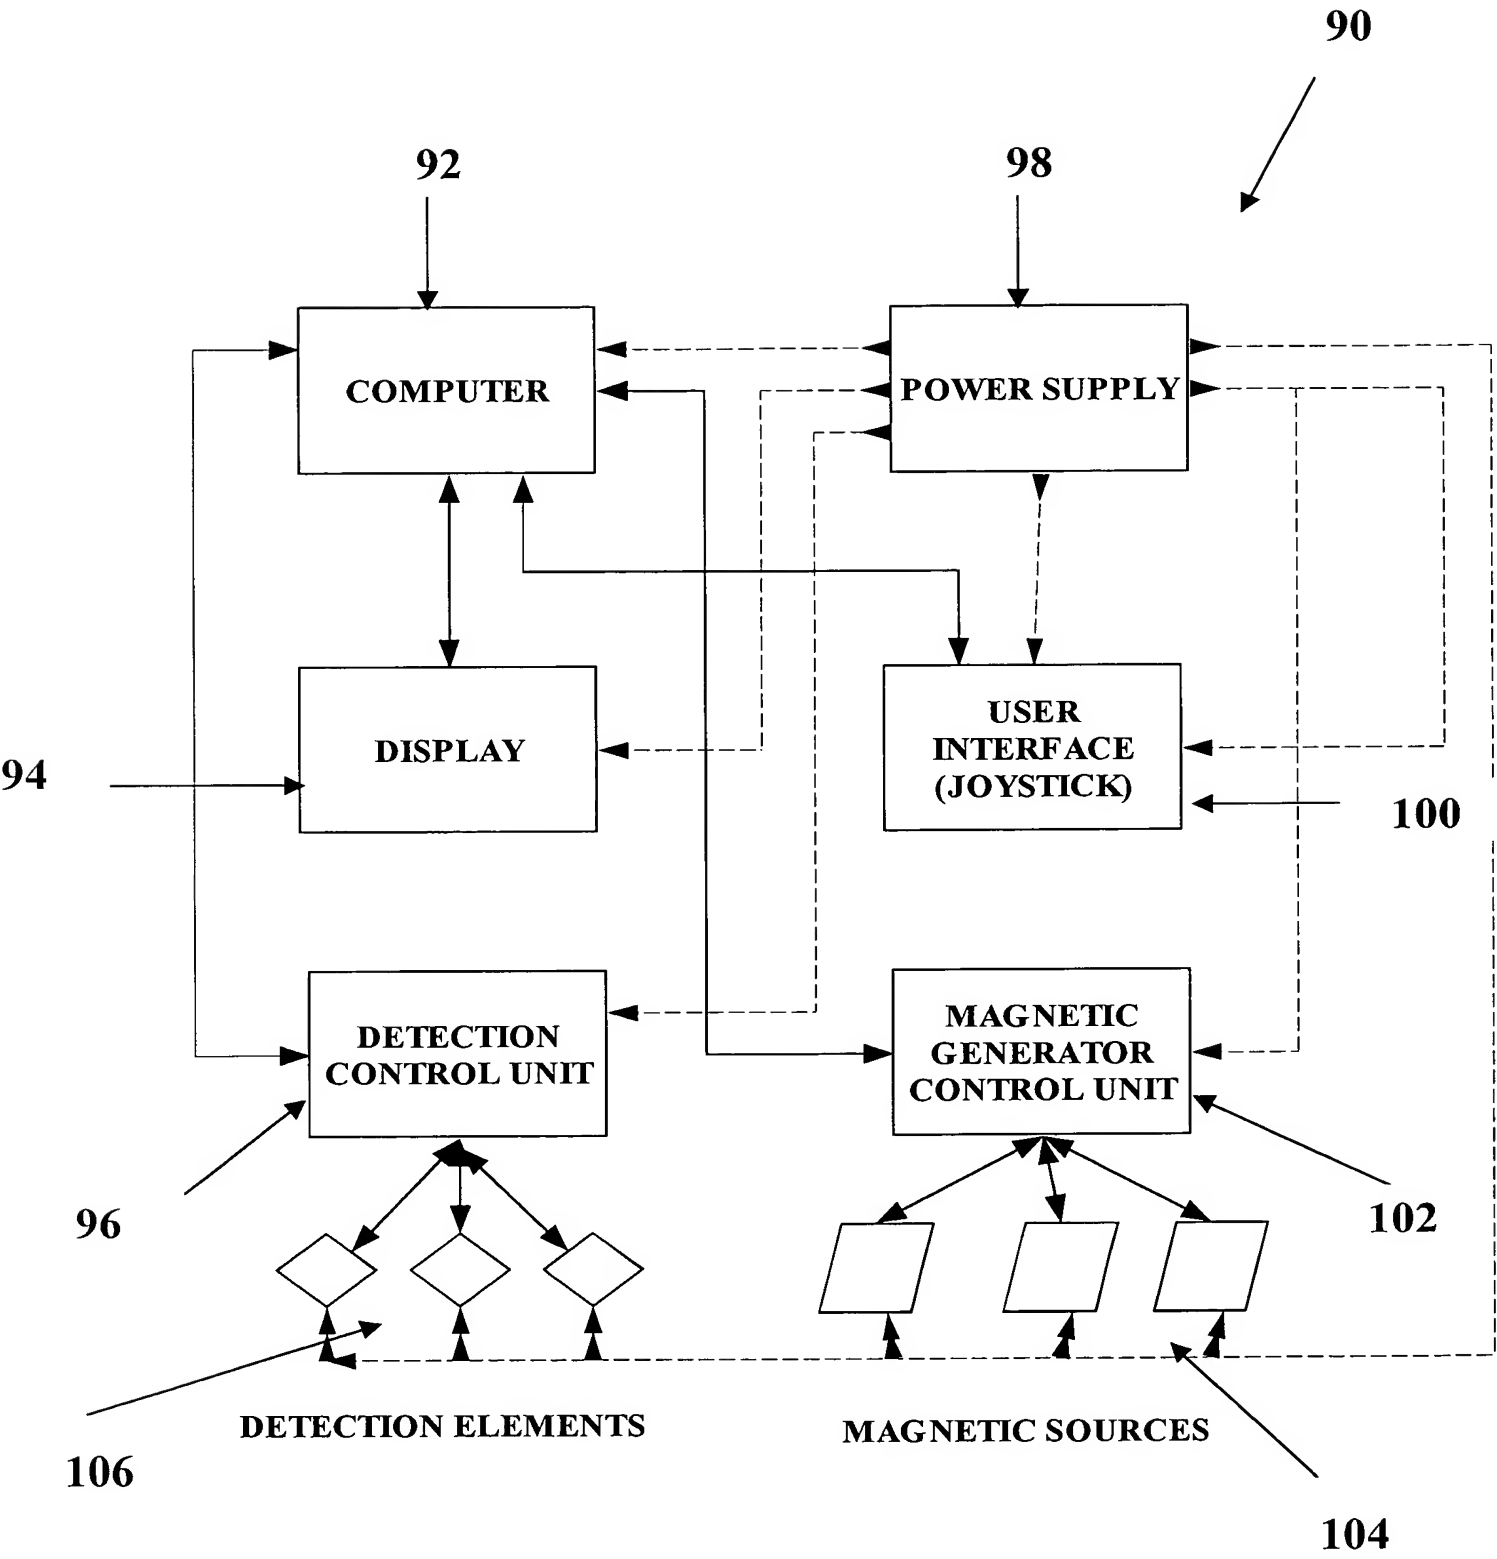 90
92
98
COMPUTER
POWER SUPPLY
DISPLAY
USER
INTERFACE
(JOYSTICK)
94
100
DETECTION
CONTROL UNIT
MAGNETIC
GENERATOR
CONTROL UNIT
96
102
DETECTION ELEMENTS
MAGNETIC SOURCES
106
104